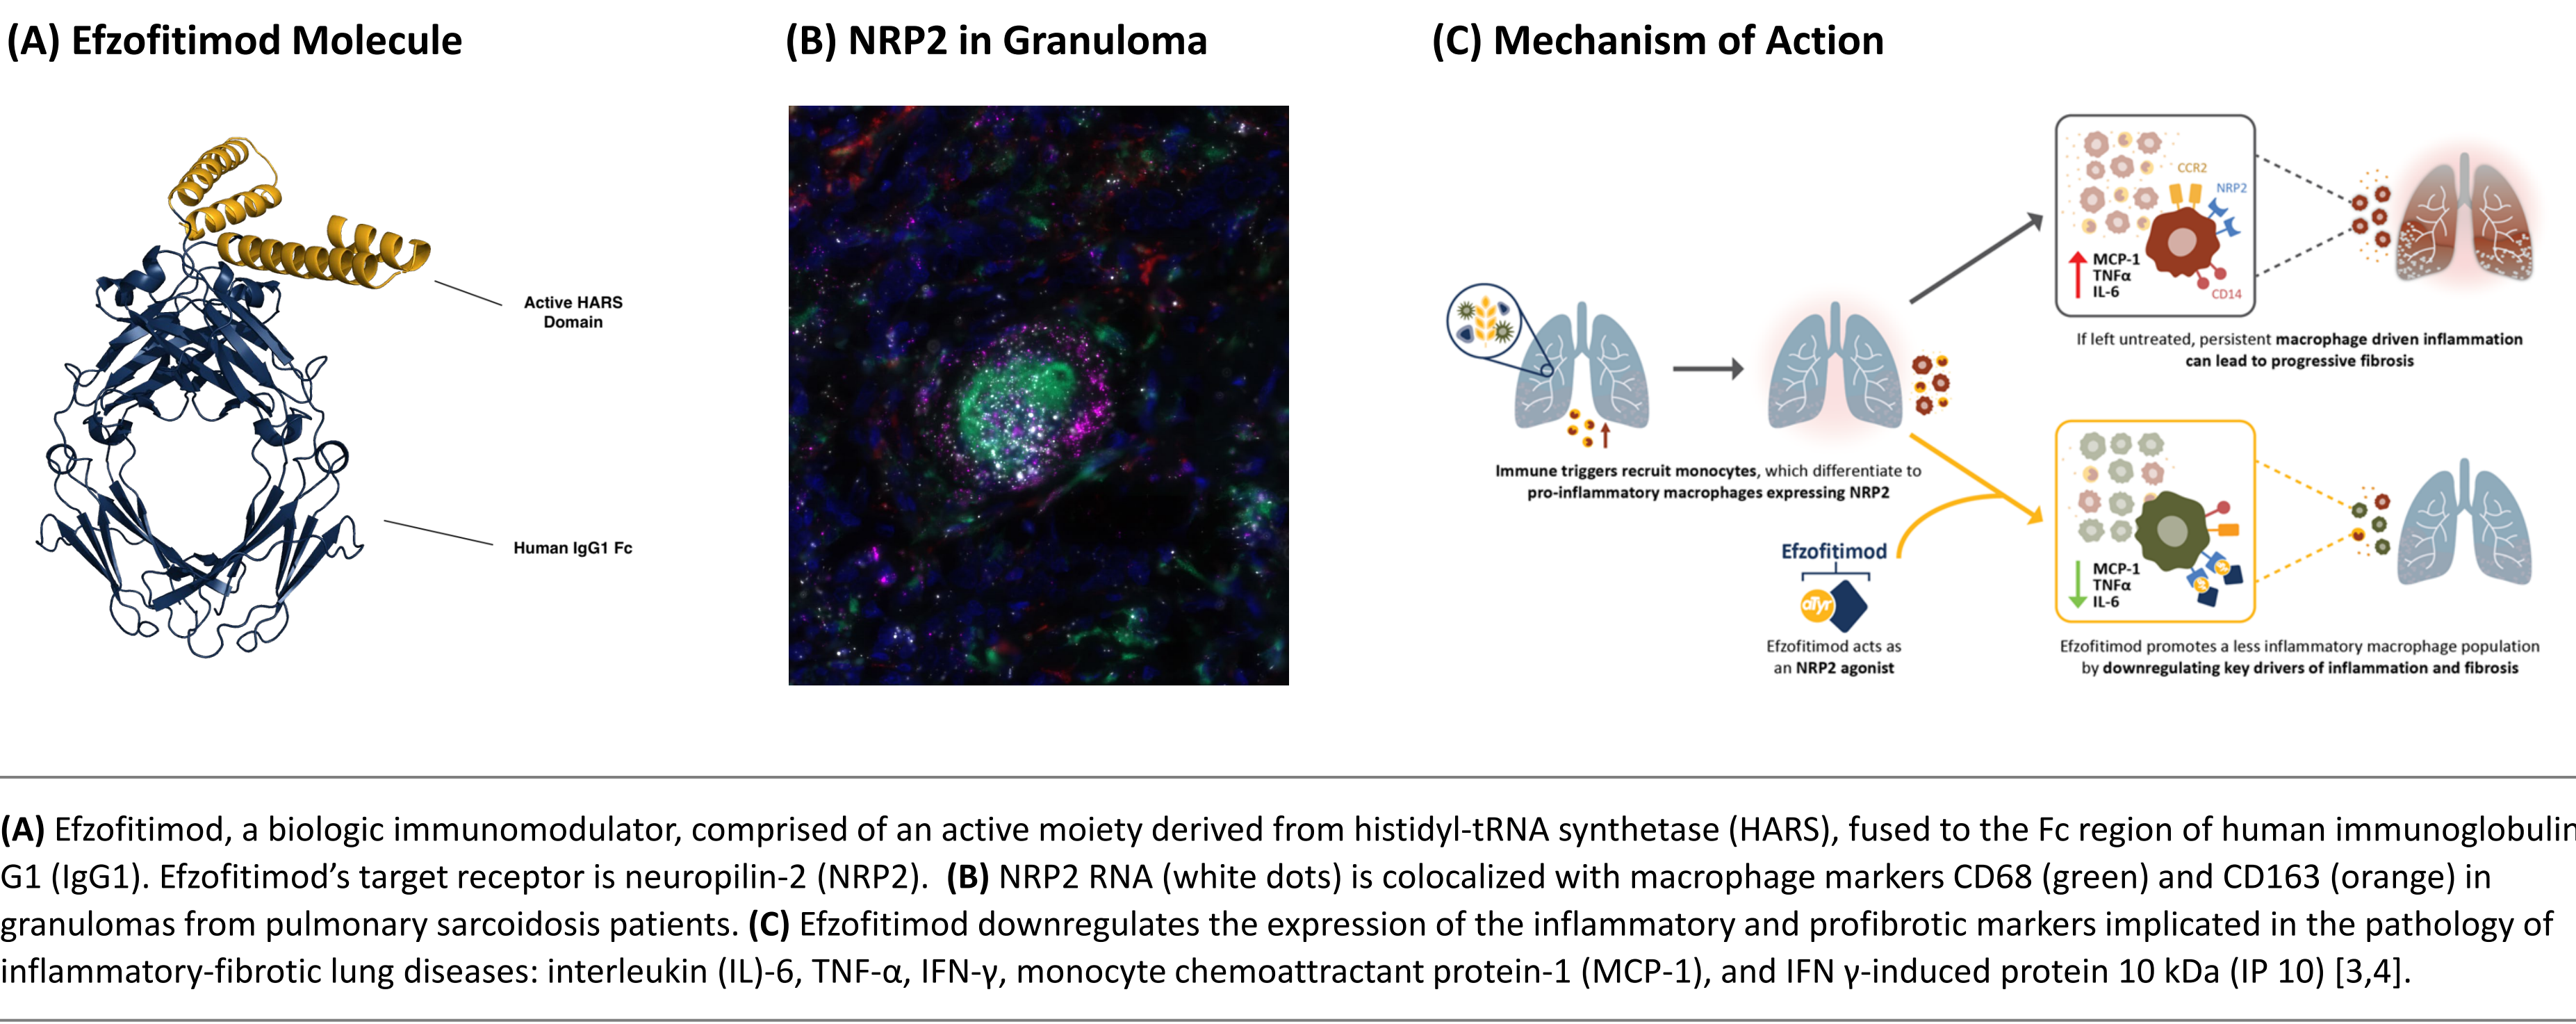 (A) Efzofitimod Molecule
Active HARS
Domain
Human IgG1 Fc
(B) NRP2 in Granuloma
(C) Mechanism of Action
Immune triggers recruit monocytes, which differentiate to
pro-inflammatory macrophages expressing NRP2
Efzofitimod
aTyr
Efzofitimod acts as
an NRP2 agonist
CCR2
NRP2
MCP-1
TNFα
IL-6
CD14
If left untreated, persistent macrophage driven inflammation
can lead to progressive fibrosis
MCP-1
TNFα
IL-6
Efzofitimod promotes a less inflammatory macrophage population
by downregulating key drivers of inflammation and fibrosis
(A) Efzofitimod, a biologic immunomodulator, comprised of an active moiety derived from histidyl-tRNA synthetase (HARS), fused to the Fc region of human immunoglobulin
G1 (IgG1). Efzofitimod’s target receptor is neuropilin-2 (NRP2). (B) NRP2 RNA (white dots) is colocalized with macrophage markers CD68 (green) and CD163 (orange) in
granulomas from pulmonary sarcoidosis patients. (C) Efzofitimod downregulates the expression of the inflammatory and profibrotic markers implicated in the pathology of
inflammatory-fibrotic lung diseases: interleukin (IL)-6, TNF-α, IFN-γ, monocyte chemoattractant protein-1 (MCP-1), and IFN γ-induced protein 10 kDa (IP 10) [3,4].